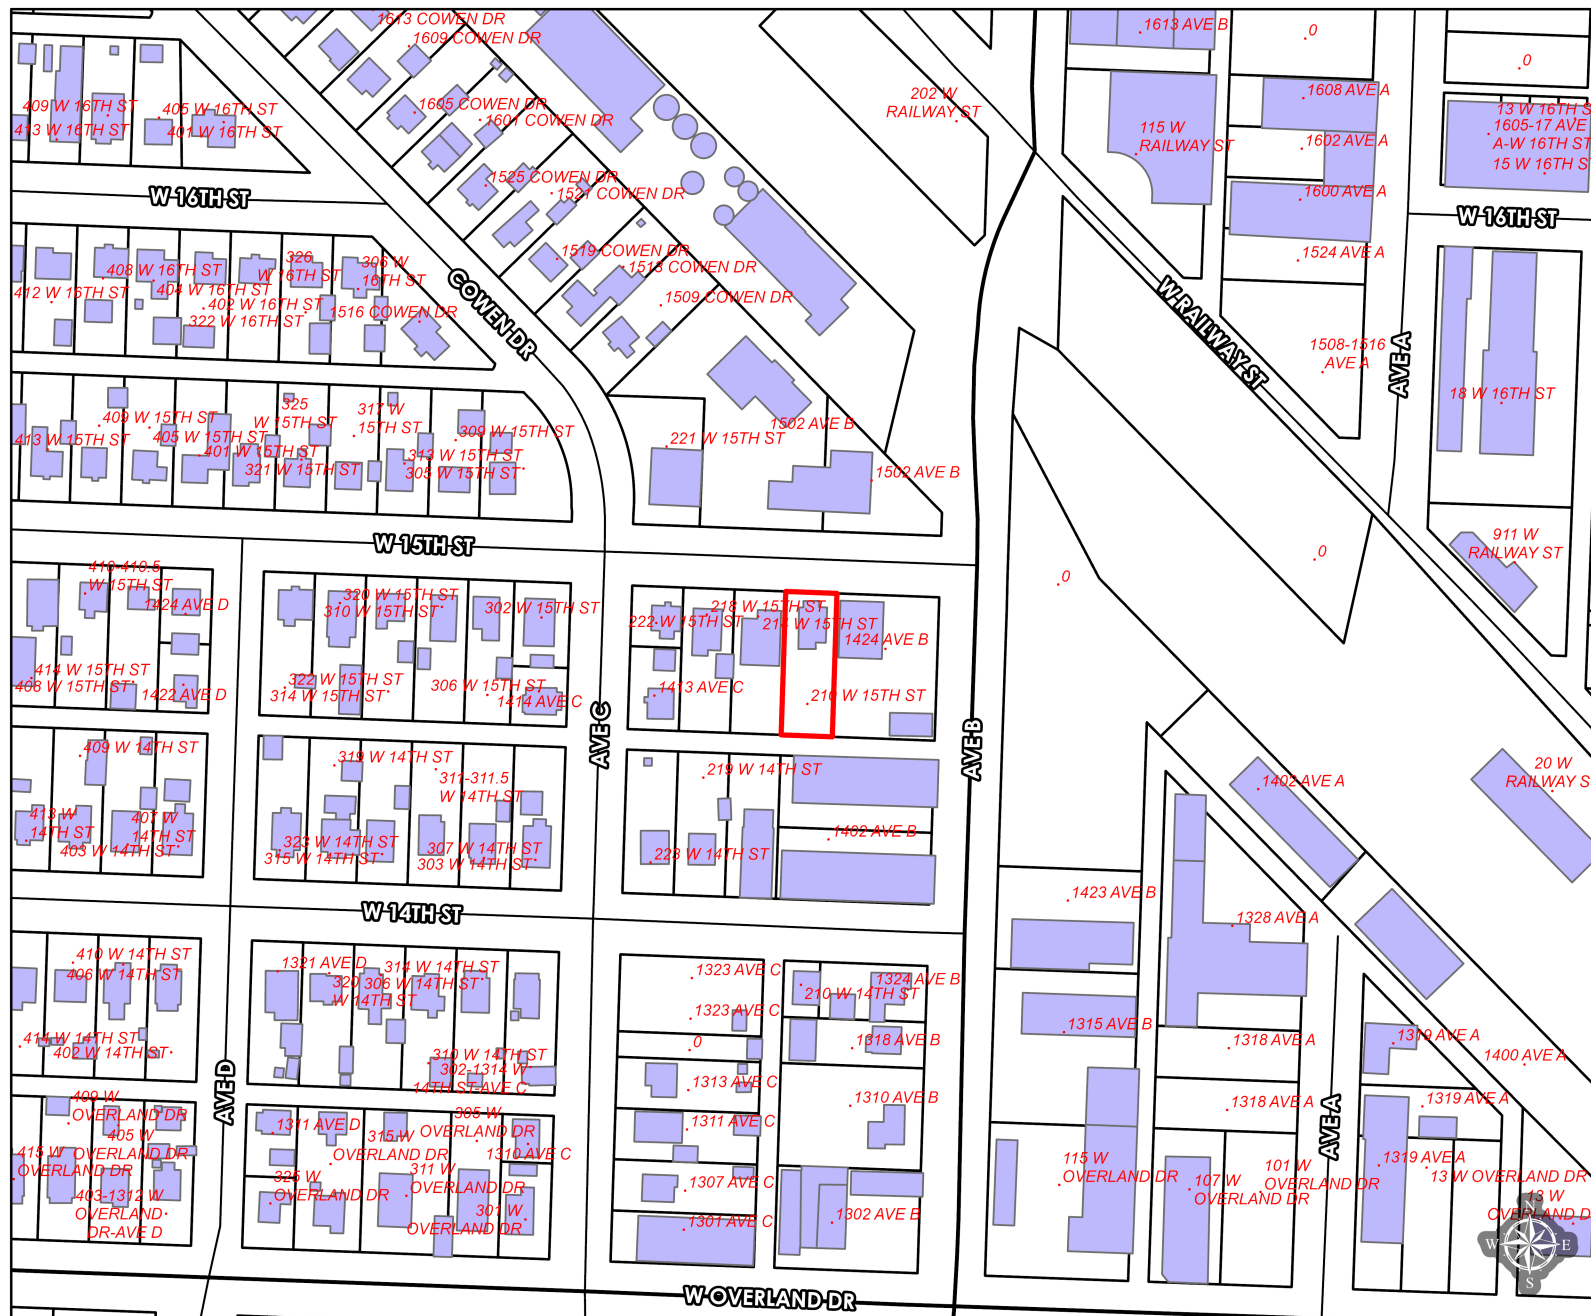 1613 COWEN DR
1609 COWEN DR
1613 AVE B
0
0
409 W 16TH ST
405 W 16TH ST
413 W 16TH ST
401 W 16TH ST
1605 COWEN DR
1601 COWEN DR
202 W
RAILWAY ST
115 W
RAILWAY ST
1608 AVE A
1602 AVE A
1600 AVE A
13 W 16TH S
1605-17 AVE
A-W 16TH ST
15 W 16TH S
W 16TH ST
1525 COWEN DR
1521 COWEN DR
W 16TH ST
1519 COWEN DR
1513 COWEN DR
1509 COWEN DR
1524 AVE A
408 W 16TH ST
326
W 16TH ST
306 W
16TH ST
412 W 16TH ST
404 W 16TH ST
402 W 16TH ST
322 W 16TH ST
1516 COWEN DR
COWEN DR
W RAILWAY ST
1508-1516
AVE A
AVE A
18 W 16TH ST
409 W 15TH ST
325
W 15TH ST
317 W
15TH ST
309 W 15TH ST
413 W 15TH ST
405 W 15TH ST
401 W 15TH ST
321 W 15TH ST
313 W 15TH ST
305 W 15TH ST
221 W 15TH ST
1502 AVE B
1502 AVE B
W 15TH ST
911 W
RAILWAY ST
0
0
410-410.5
W 15TH ST
1424 AVE D
320 W 15TH ST
310 W 15TH ST
302 W 15TH ST
222 W 15TH ST
218 W 15TH ST
214 W 15TH ST
1424 AVE B
414 W 15TH ST
408 W 15TH ST
1422 AVE D
322 W 15TH ST
314 W 15TH ST
306 W 15TH ST
1414 AVE C
1413 AVE C
210 W 15TH ST
AVE C
AVE B
409 W 14TH ST
319 W 14TH ST
311-311.5
W 14TH ST
219 W 14TH ST
1402 AVE A
20 W
RAILWAY S
413 W
14TH ST
407 W
14TH ST
403 W 14TH ST
323 W 14TH ST
315 W 14TH ST
307 W 14TH ST
303 W 14TH ST
223 W 14TH ST
1402 AVE B
W 14TH ST
1423 AVE B
1328 AVE A
410 W 14TH ST
406 W 14TH ST
1321 AVE D
320
W 14TH ST
314 W 14TH ST
306 W 14TH ST
1323 AVE C
1324 AVE B
210 W 14TH ST
1323 AVE C
1315 AVE B
1318 AVE B
1318 AVE A
1319 AVE A
1400 AVE A
414 W 14TH ST
402 W 14TH ST
310 W 14TH ST
302-1314 W
14TH ST-AVE C
0
1313 AVE C
1310 AVE B
1318 AVE A
1319 AVE A
AVE D
AVE A
409 W
OVERLAND DR
405 W
OVERLAND DR
415 W
OVERLAND DR
1311 AVE D
315 W
OVERLAND DR
305 W
OVERLAND DR
1310 AVE C
1311 AVE C
1307 AVE C
115 W
OVERLAND DR
101 W
OVERLAND DR
107 W
OVERLAND DR
1319 AVE A
13 W OVERLAND DR
13 W
OVERLAND D
403-1312 W
OVERLAND
DR-AVE D
325 W
OVERLAND DR
311 W
OVERLAND DR
301 W
OVERLAND DR
1301 AVE C
1302 AVE B
W OVERLAND DR
N
W
E
S